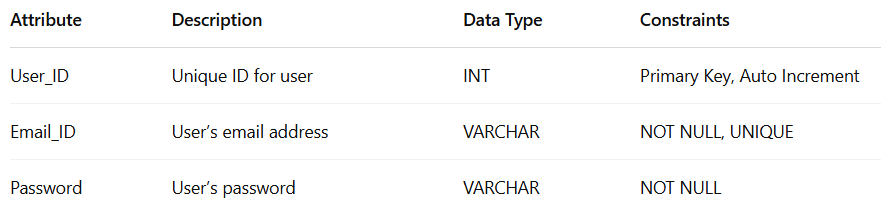 Attribute Description Data Type Constraints
User_ID Unique ID for user INT Primary Key, Auto Increment
Email_ID User’s email address VARCHAR NOT NULL, UNIQUE
Password User’s password VARCHAR NOT NULL